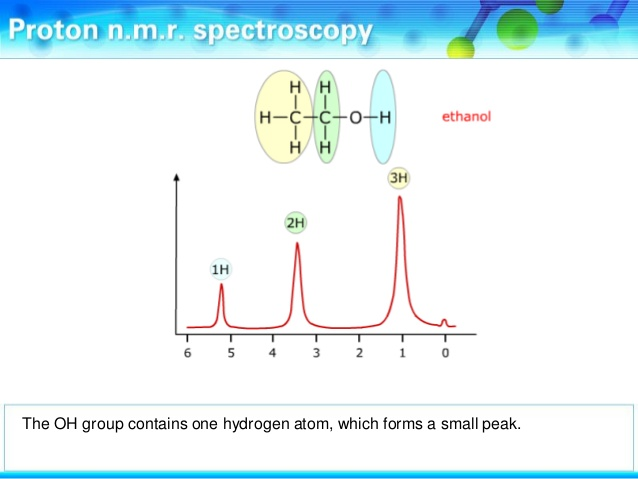 Proton n.m.r. spectroscopy
H H
H-C-C-O-H
H H
ethanol
3H
2H
1H
6 5 4 3 2 1 0
The OH group contains one hydrogen atom, which forms a small peak.